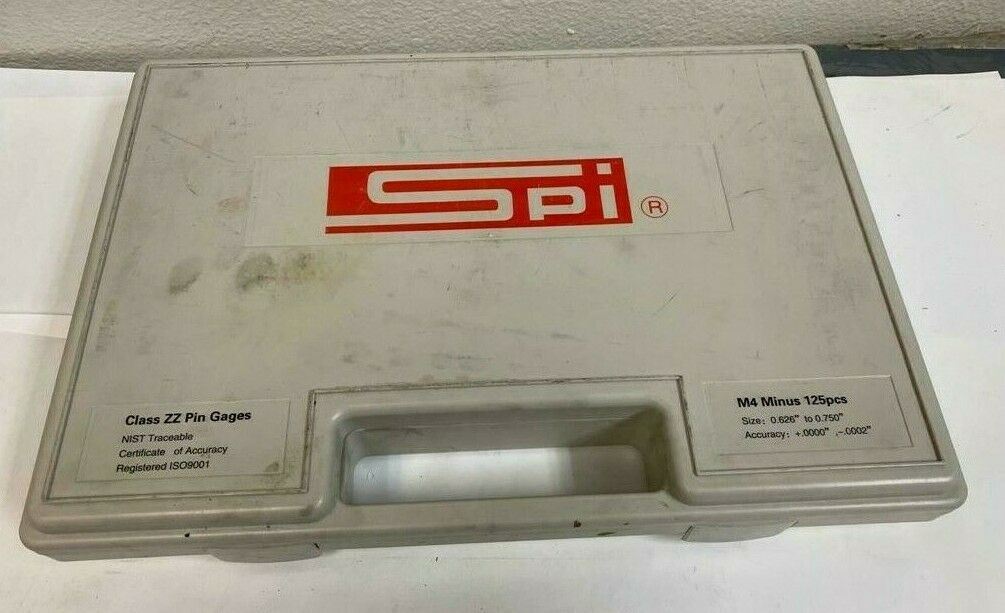 Spi ®
Class ZZ Pin Gages
NIST Traceable
Certificate of Accuracy
Registered ISO9001
M4 Minus 125pcs
Size: 0.626" to 0.750"
Accuracy: +.0000" ,-.0002"